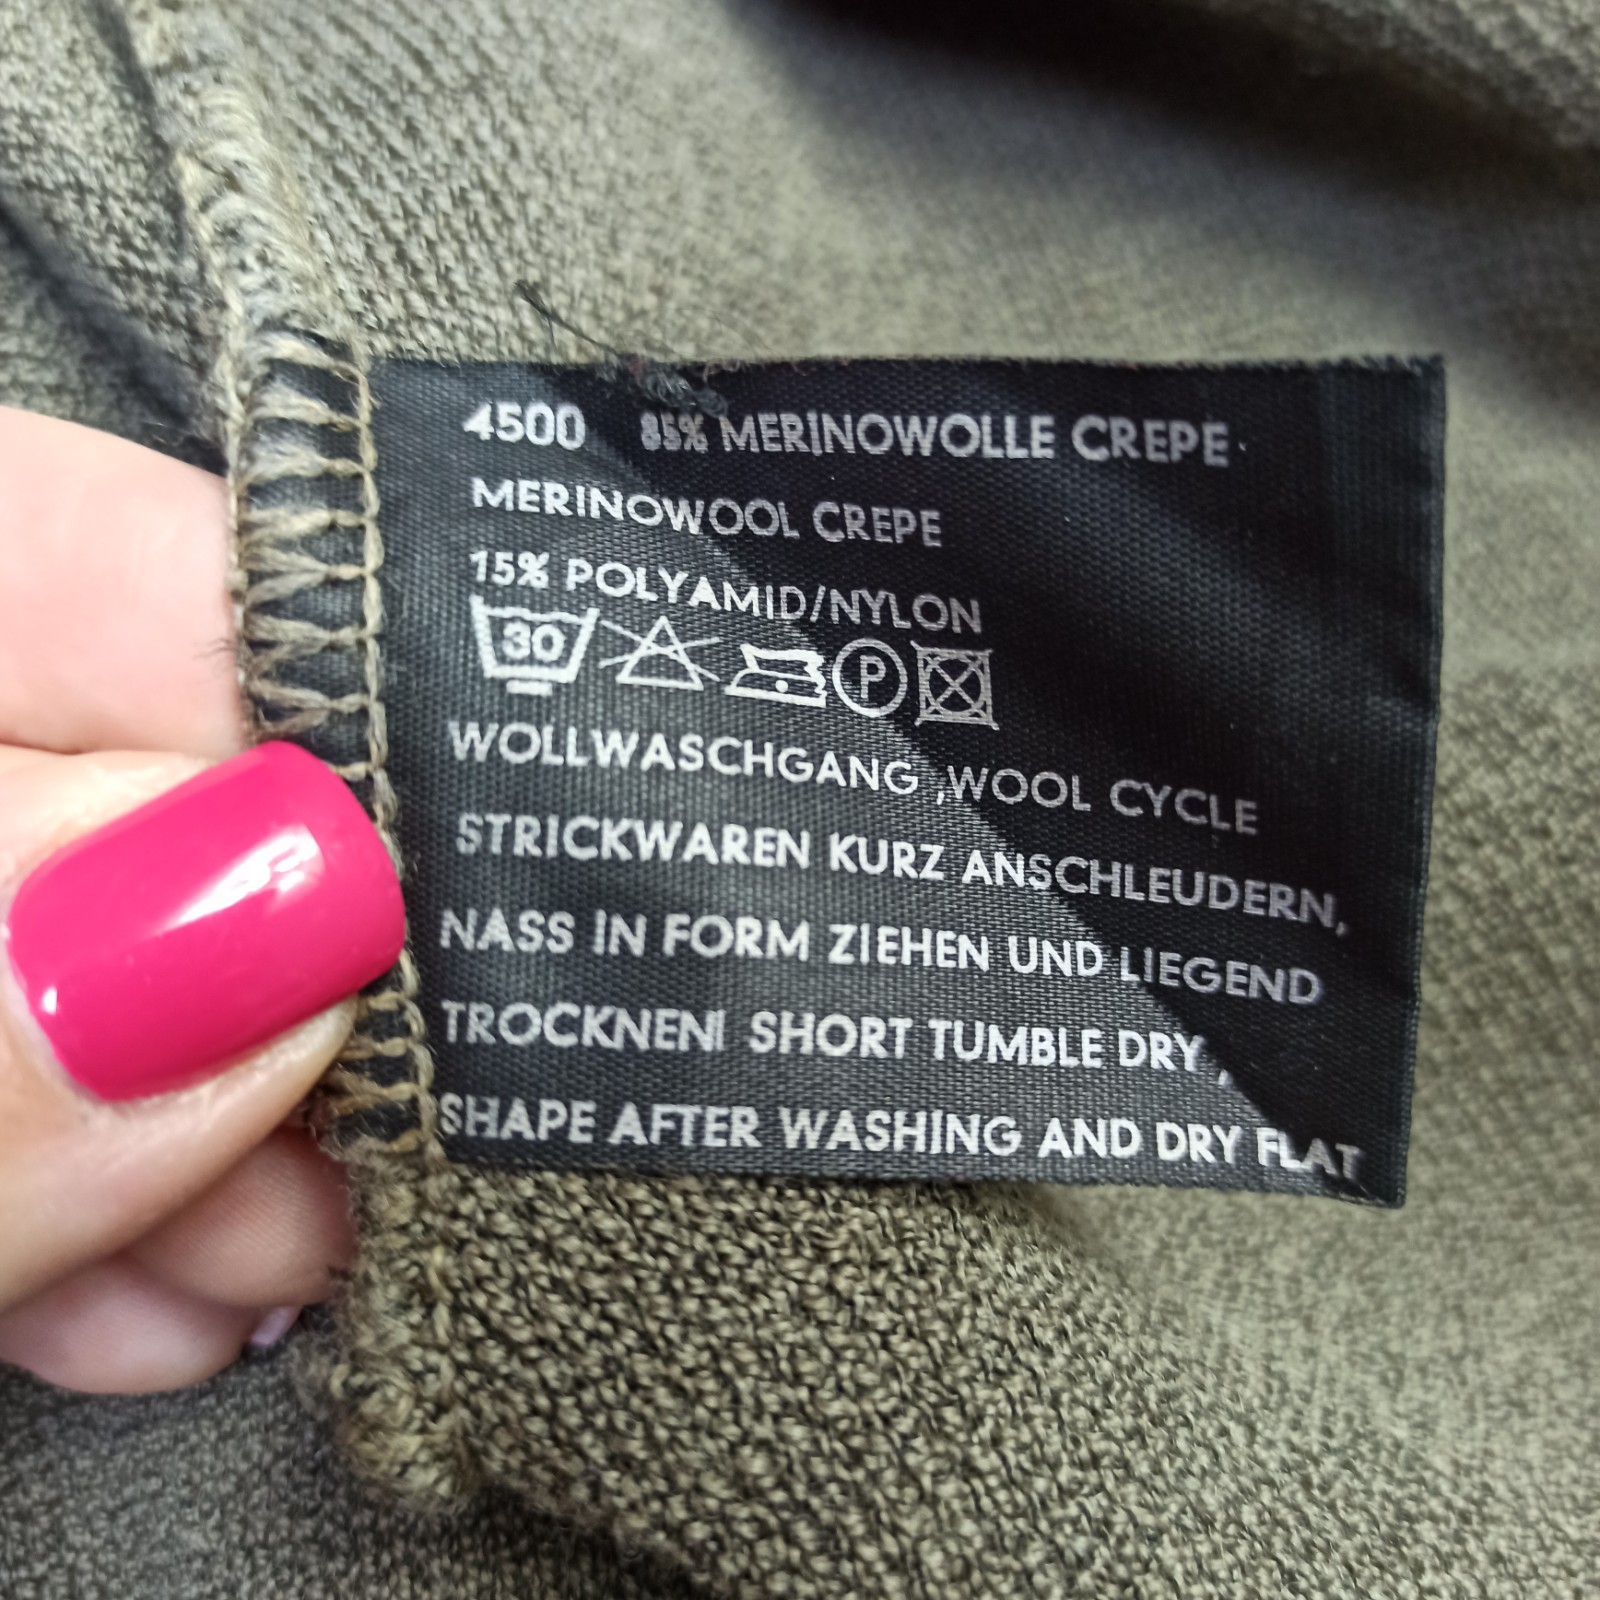 4500 85% MERINOWOLLE CREPE
MERINOWOOL CREPE
15% POLYAMID/NYLON
30 P
WOLLWASCHGANG ,WOOL CYCLE
STRICKWAREN KURZ ANSCHLEUDERN,
NASS IN FORM ZIEHEN UND LIEGEND
TROCKNEN! SHORT TUMBLE DRY ,
SHAPE AFTER WASHING AND DRY FLAT